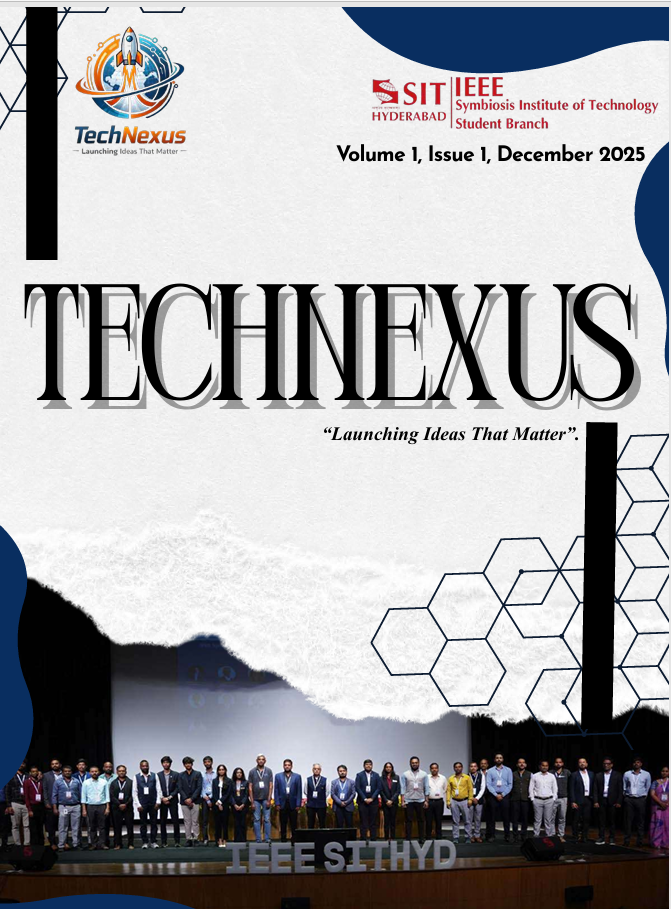 TechNexus
Launching Ideas That Matter
SIT
HYDERABAD
IEEE
Symbiosis Institute of Technology
Student Branch
Volume 1, Issue 1, December 2025
TECHNEXUS
“Launching Ideas That Matter”.
IEEE SITHYD